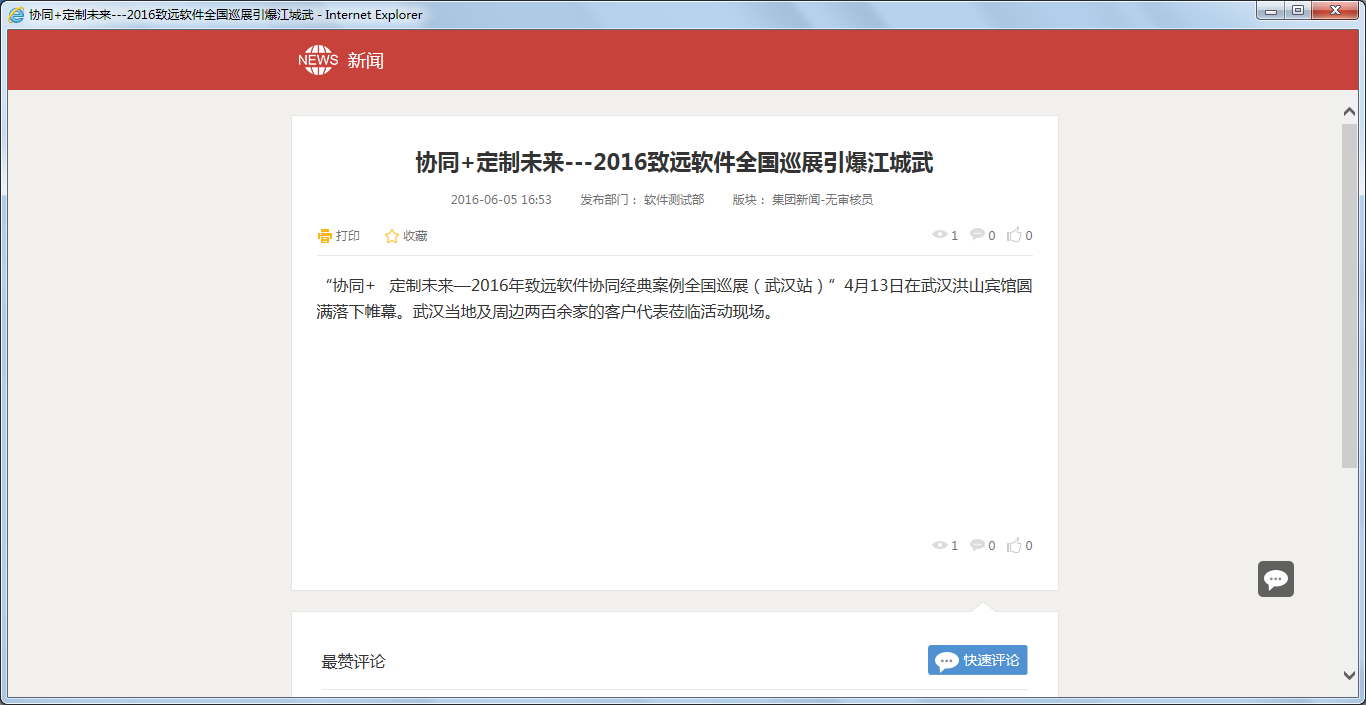 协同+定制未来---2016致远软件全国巡展引爆江城武 - Internet Explorer
NEWS 新闻
协同+定制未来---2016致远软件全国巡展引爆江城武
2016-06-05 16:53 发布部门： 软件测试部 版块： 集团新闻-无审核员
打印 收藏 1 0 0
“协同+ 定制未来—2016年致远软件协同经典案例全国巡展（武汉站）”4月13日在武汉洪山宾馆圆
满落下帷幕。武汉当地及周边两百余家的客户代表莅临活动现场。
1 0 0
最赞评论 快速评论